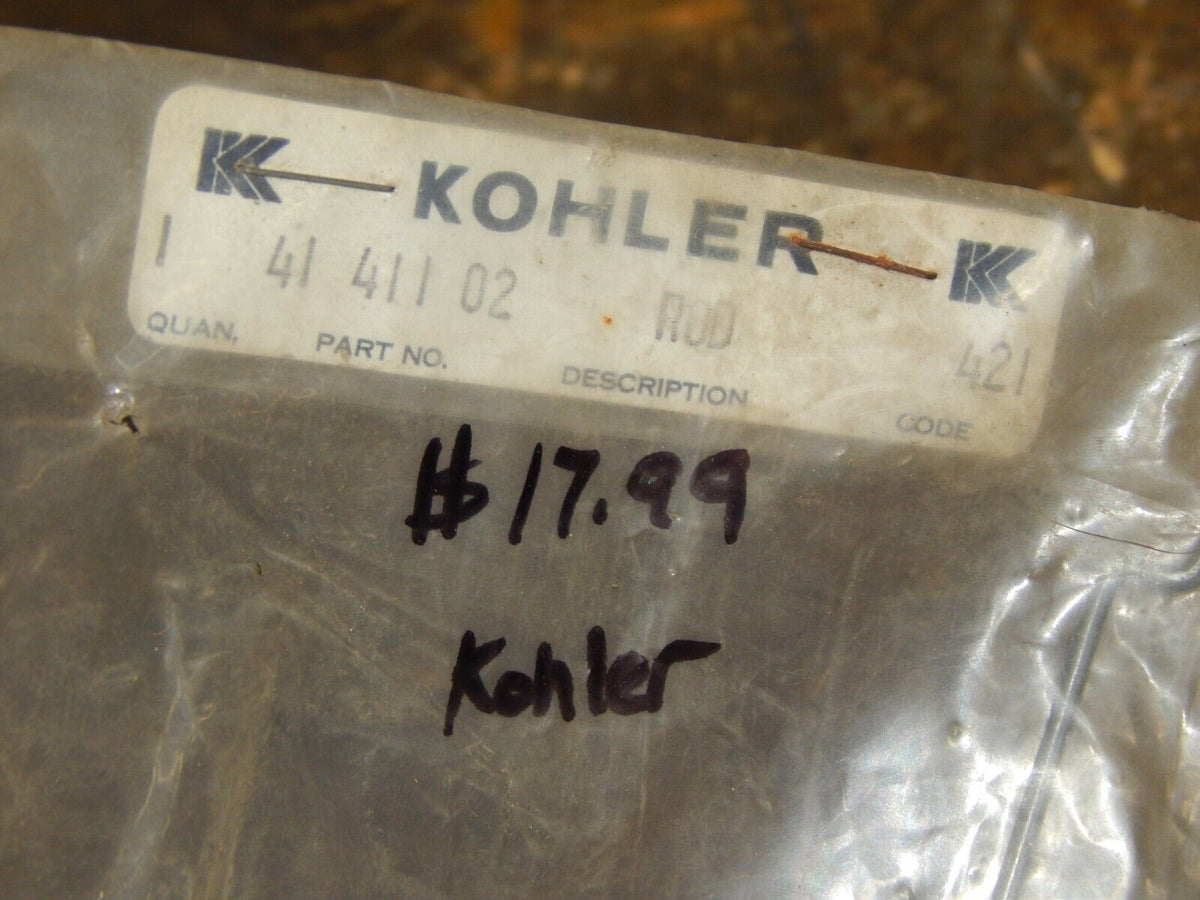 KOHLER
1 41 411 02 ROD 421
QUAN. PART NO. DESCRIPTION CODE
$17.99
Kohler